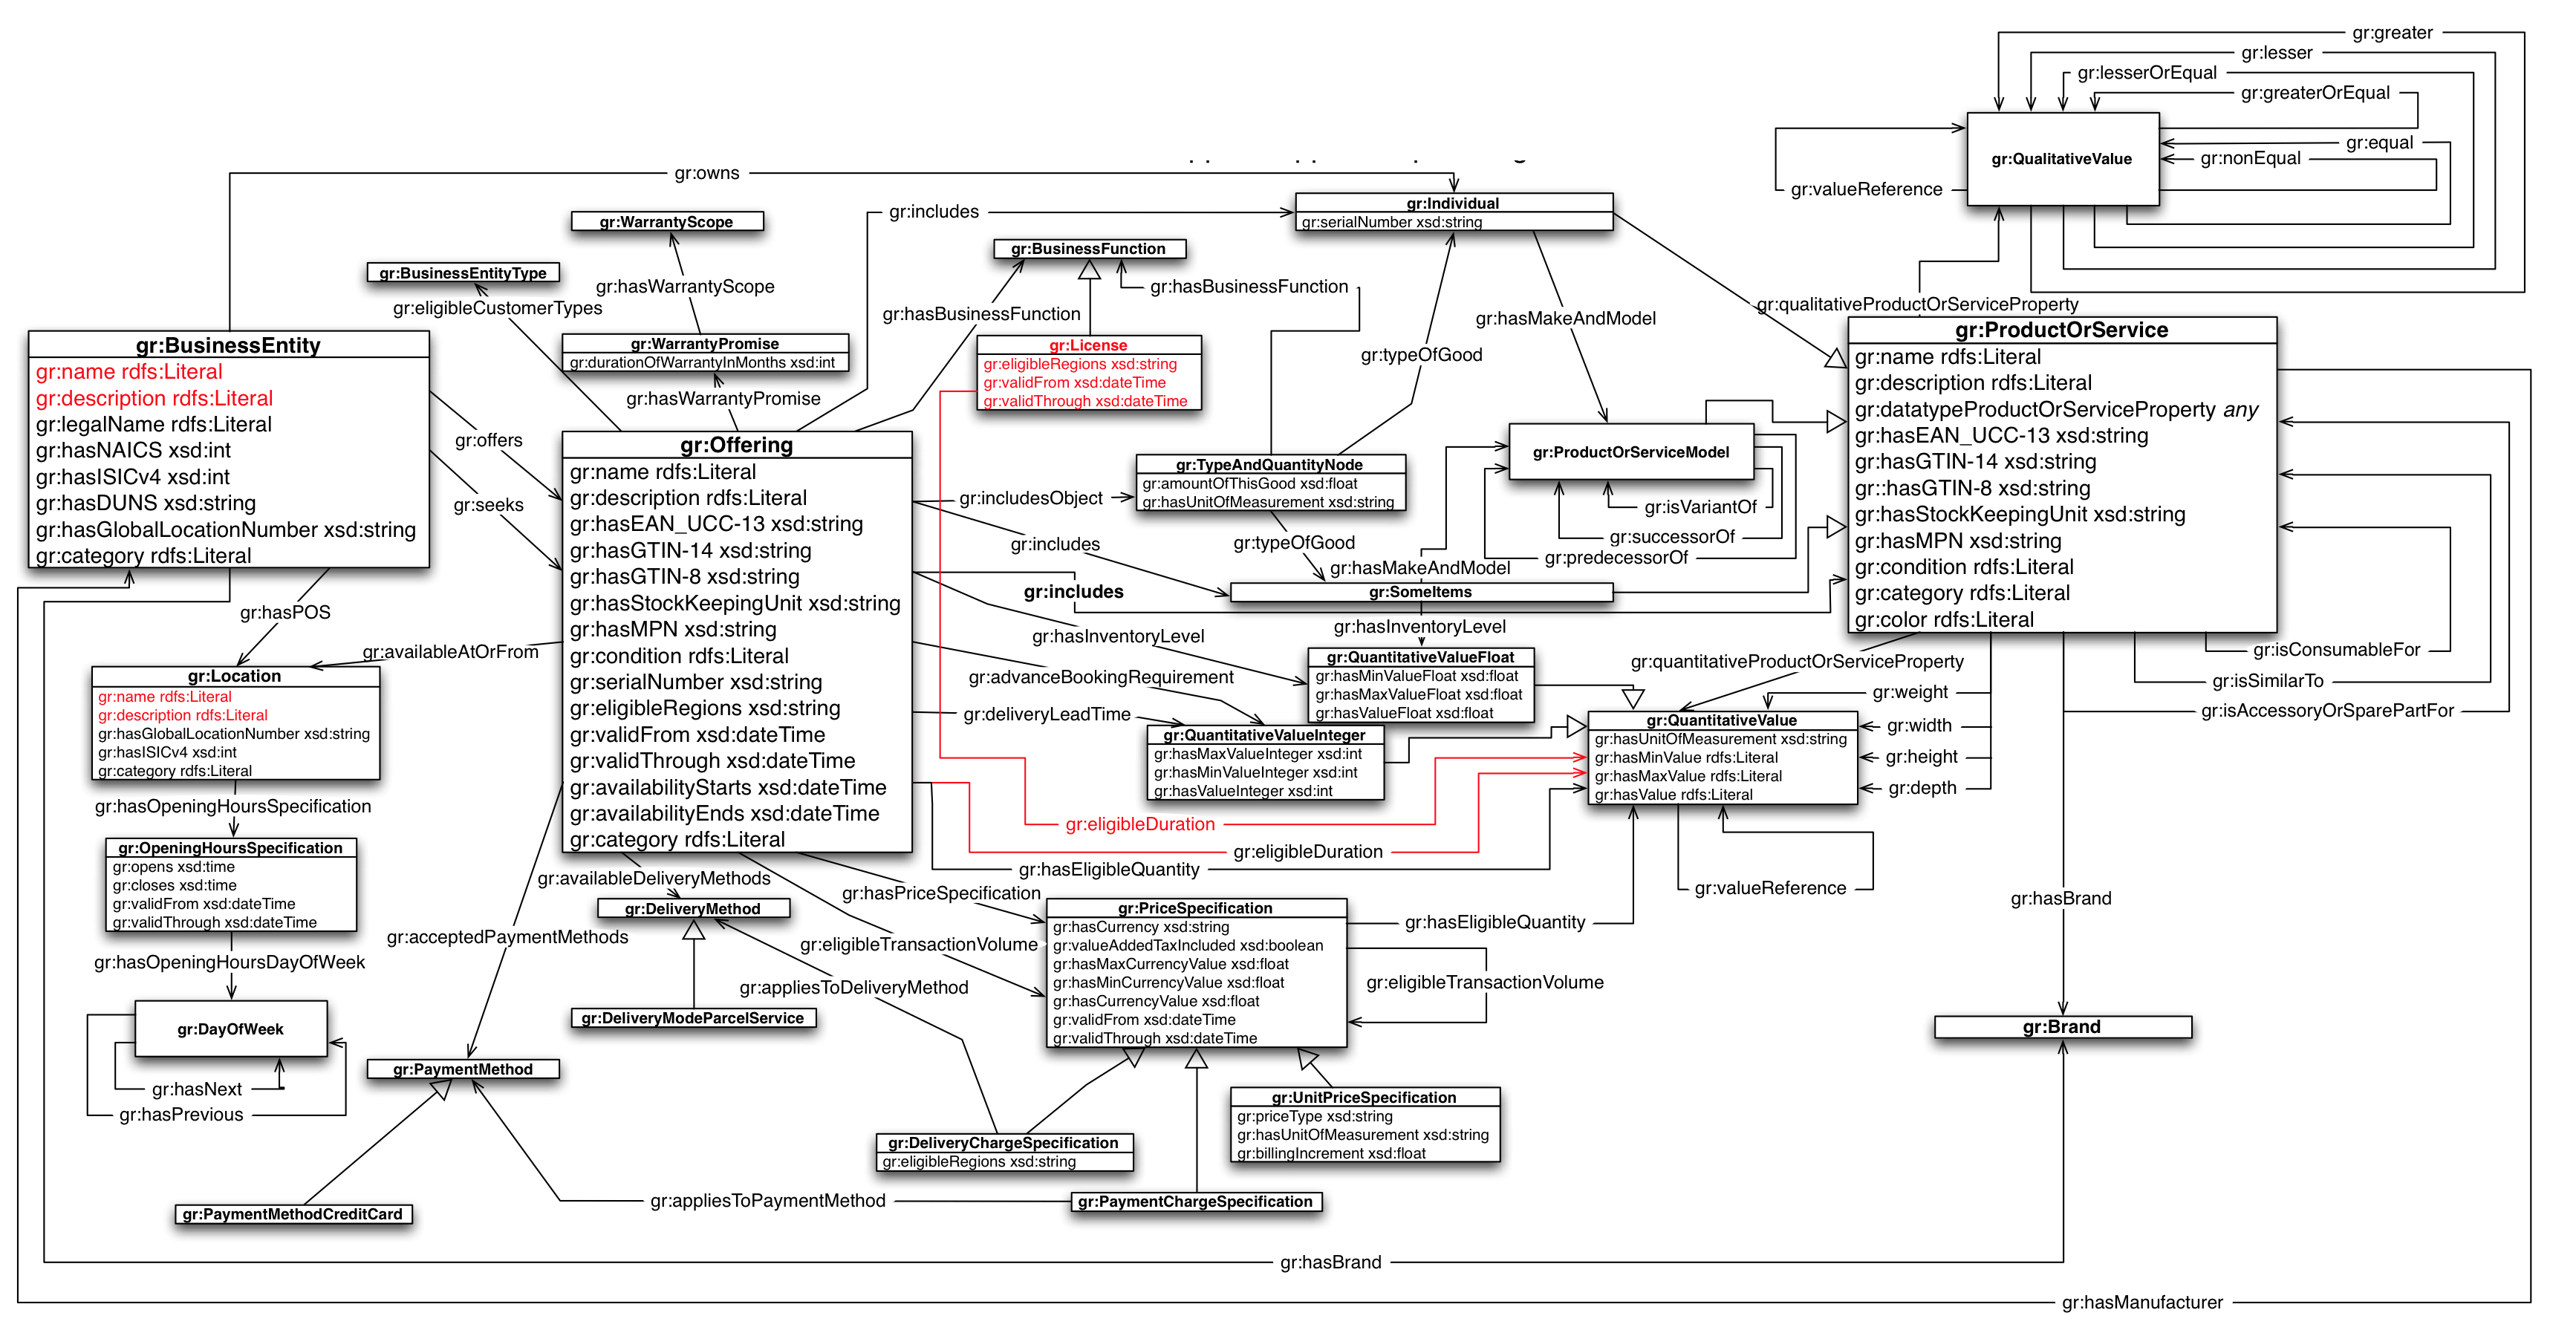 gr:greater
gr:lesser
gr:lesserOrEqual
gr:greaterOrEqual
gr:equal
gr:nonEqual
gr:QualitativeValue
gr:valueReference
gr:owns
gr:includes
gr:Individual
gr:serialNumber xsd:string
gr:WarrantyScope
gr:BusinessFunction
gr:BusinessEntityType
gr:hasWarrantyScope
gr:hasBusinessFunction
gr:eligibleCustomerTypes
gr:hasBusinessFunction
gr:hasMakeAndModel
gr:qualitativeProductOrServiceProperty
gr:BusinessEntity
gr:name rdfs:Literal
gr:description rdfs:Literal
gr:legalName rdfs:Literal
gr:hasNAICS xsd:int
gr:hasISICv4 xsd:int
gr:hasDUNS xsd:string
gr:hasGlobalLocationNumber xsd:string
gr:category rdfs:Literal
gr:WarrantyPromise
gr:durationOfWarrantyInMonths xsd:int
gr:hasWarrantyPromise
gr:License
gr:eligibleRegions xsd:string
gr:validFrom xsd:dateTime
gr:validThrough xsd:dateTime
gr:typeOfGood
gr:ProductOrService
gr:name rdfs:Literal
gr:description rdfs:Literal
gr:datatypeProductOrServiceProperty any
gr:hasEAN_UCC-13 xsd:string
gr:hasGTIN-14 xsd:string
gr::hasGTIN-8 xsd:string
gr:hasStockKeepingUnit xsd:string
gr:hasMPN xsd:string
gr:condition rdfs:Literal
gr:category rdfs:Literal
gr:color rdfs:Literal
gr:offers
gr:seeks
gr:Offering
gr:name rdfs:Literal
gr:description rdfs:Literal
gr:hasEAN_UCC-13 xsd:string
gr:hasGTIN-14 xsd:string
gr:hasGTIN-8 xsd:string
gr:hasStockKeepingUnit xsd:string
gr:hasMPN xsd:string
gr:condition rdfs:Literal
gr:serialNumber xsd:string
gr:eligibleRegions xsd:string
gr:validFrom xsd:dateTime
gr:validThrough xsd:dateTime
gr:availabilityStarts xsd:dateTime
gr:availabilityEnds xsd:dateTime
gr:category rdfs:Literal
gr:TypeAndQuantityNode
gr:amountOfThisGood xsd:float
gr:hasUnitOfMeasurement xsd:string
gr:includesObject
gr:ProductOrServiceModel
gr:isVariantOf
gr:successorOf
gr:predecessorOf
gr:includes
gr:typeOfGood
gr:hasMakeAndModel
gr:includes
gr:SomeItems
gr:hasInventoryLevel
gr:hasInventoryLevel
gr:hasPOS
gr:availableAtOrFrom
gr:Location
gr:name rdfs:Literal
gr:description rdfs:Literal
gr:hasGlobalLocationNumber xsd:string
gr:hasISICv4 xsd:int
gr:category rdfs:Literal
gr:advanceBookingRequirement
gr:deliveryLeadTime
gr:QuantitativeValueFloat
gr:hasMinValueFloat xsd:float
gr:hasMaxValueFloat xsd:float
gr:hasValueFloat xsd:float
gr:QuantitativeValueInteger
gr:hasMaxValueInteger xsd:int
gr:hasMinValueInteger xsd:int
gr:hasValueInteger xsd:int
gr:quantitativeProductOrServiceProperty
gr:isConsumableFor
gr:isSimilarTo
gr:isAccessoryOrSparePartFor
gr:weight
gr:width
gr:height
gr:depth
gr:QuantitativeValue
gr:hasUnitOfMeasurement xsd:string
gr:hasMinValue rdfs:Literal
gr:hasMaxValue rdfs:Literal
gr:hasValue rdfs:Literal
gr:valueReference
gr:eligibleDuration
gr:eligibleDuration
gr:hasEligibleQuantity
gr:hasOpeningHoursSpecification
gr:OpeningHoursSpecification
gr:opens xsd:time
gr:closes xsd:time
gr:validFrom xsd:dateTime
gr:validThrough xsd:dateTime
gr:hasOpeningHoursDayOfWeek
gr:DayOfWeek
gr:hasNext
gr:hasPrevious
gr:availableDeliveryMethods
gr:hasPriceSpecification
gr:DeliveryMethod
gr:acceptedPaymentMethods
gr:eligibleTransactionVolume
gr:appliesToDeliveryMethod
gr:DeliveryModeParcelService
gr:PriceSpecification
gr:hasCurrency xsd:string
gr:valueAddedTaxIncluded xsd:boolean
gr:hasMaxCurrencyValue xsd:float
gr:hasMinCurrencyValue xsd:float
gr:hasCurrencyValue xsd:float
gr:validFrom xsd:dateTime
gr:validThrough xsd:dateTime
gr:hasEligibleQuantity
gr:eligibleTransactionVolume
gr:hasBrand
gr:Brand
gr:PaymentMethod
gr:UnitPriceSpecification
gr:priceType xsd:string
gr:hasUnitOfMeasurement xsd:string
gr:billingIncrement xsd:float
gr:DeliveryChargeSpecification
gr:eligibleRegions xsd:string
gr:appliesToPaymentMethod
gr:PaymentChargeSpecification
gr:PaymentMethodCreditCard
gr:hasBrand
gr:hasManufacturer